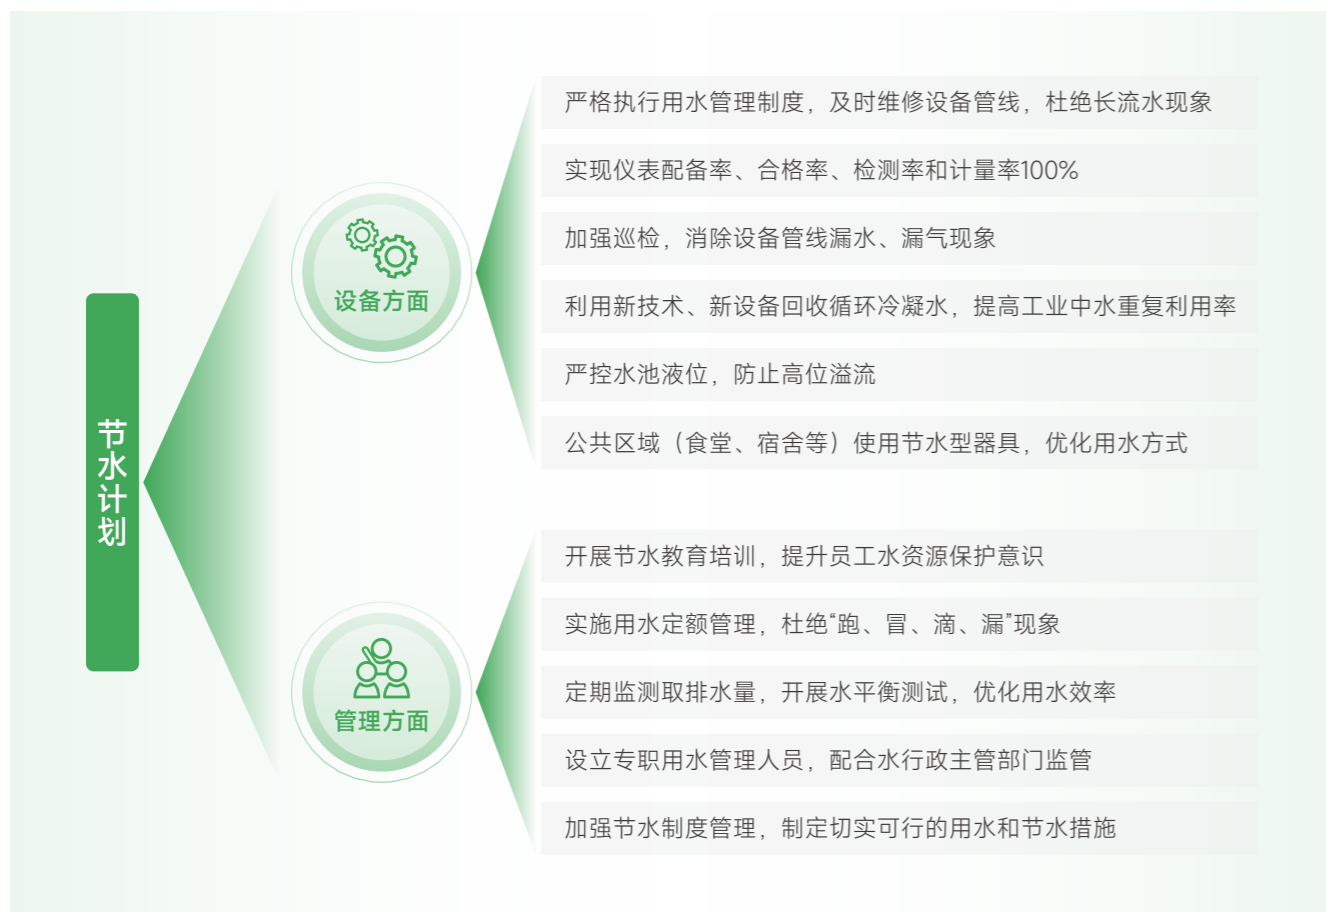 节水计划
设备方面
严格执行用水管理制度，及时维修设备管线，杜绝长流水现象
实现仪表配备率、合格率、检测率和计量率100%
加强巡检，消除设备管线漏水、漏气现象
利用新技术、新设备回收循环冷凝水，提高工业中水重复利用率
严控水池液位，防止高位溢流
公共区域（食堂、宿舍等）使用节水型器具，优化用水方式
管理方面
开展节水教育培训，提升员工水资源保护意识
实施用水定额管理，杜绝“跑、冒、滴、漏”现象
定期监测取排水量，开展水平衡测试，优化用水效率
设立专职用水管理人员，配合水行政主管部门监管
加强节水制度管理，制定切实可行的用水和节水措施